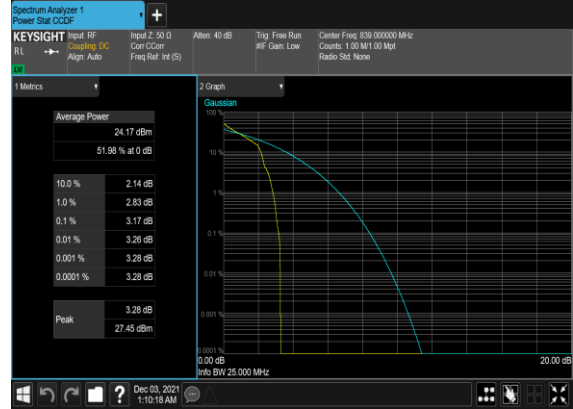 Spectrum Analyzer 1
Power Stat CCDF
KEYSIGHT
RL
Input: RF
Coupling: DC
Align: Auto
Input Z: 50 Ω
Corr CCorr
Freq Ref: Int (S)
Atten: 40 dB
Trig: Free Run
#IF Gain: Low
Center Freq: 839.000000 MHz
Counts: 1.00 M/1.00 Mpt
Radio Std: None
1 Metrics
Average Power
24.17 dBm
51.98 % at 0 dB
10.0 % 2.14 dB
1.0 % 2.83 dB
0.1 % 3.17 dB
0.01 % 3.26 dB
0.001 % 3.28 dB
0.0001 % 3.28 dB
Peak
3.28 dB
27.45 dBm
2 Graph
Gaussian
100 %
10 %
1 %
0.1 %
0.01 %
0.001 %
0.0001 %
0.00 dB
20.00 dB
Info BW 25.000 MHz
Dec 03, 2021
1:10:18 AM